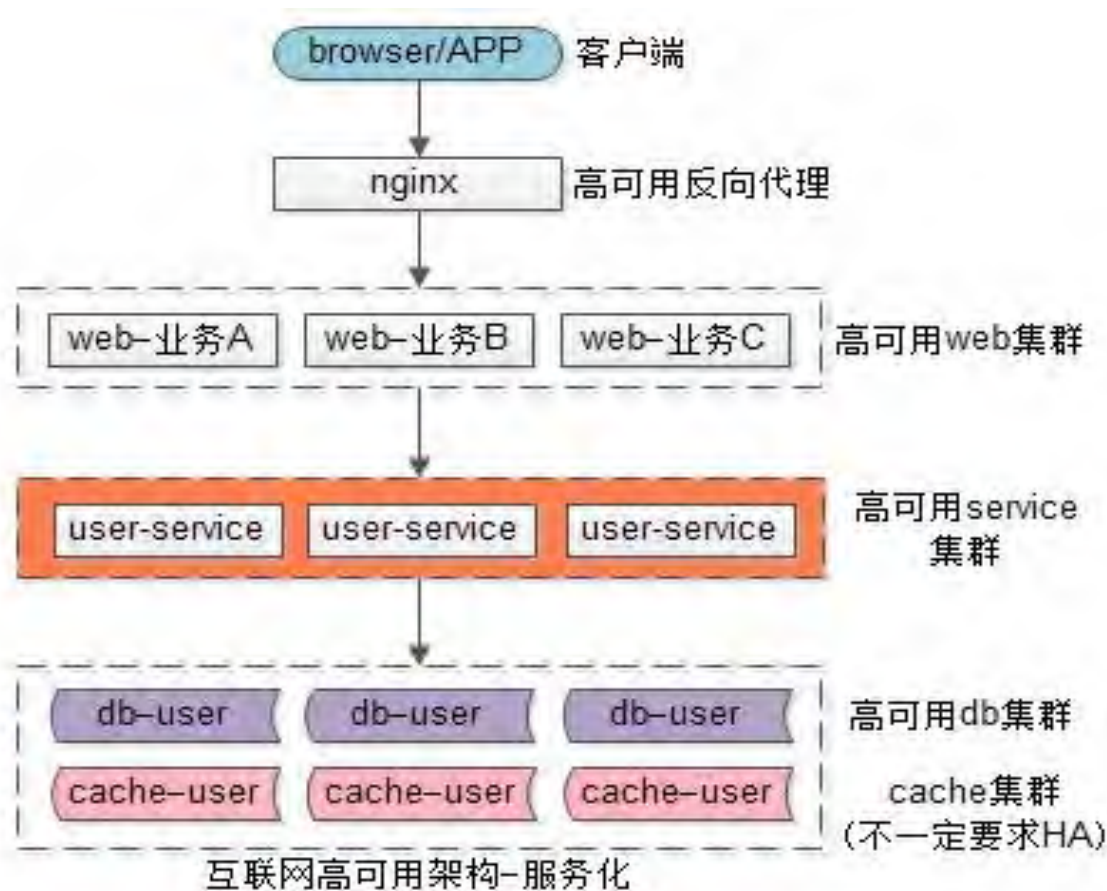 browser/APP 客户端
nginx 高可用反向代理
web-业务A web-业务B web-业务C 高可用web集群
user-service user-service user-service 高可用service
集群
db-user db-user db-user 高可用db集群
cache-user cache-user cache-user cache集群
(不一定要求HA)
互联网高可用架构-服务化